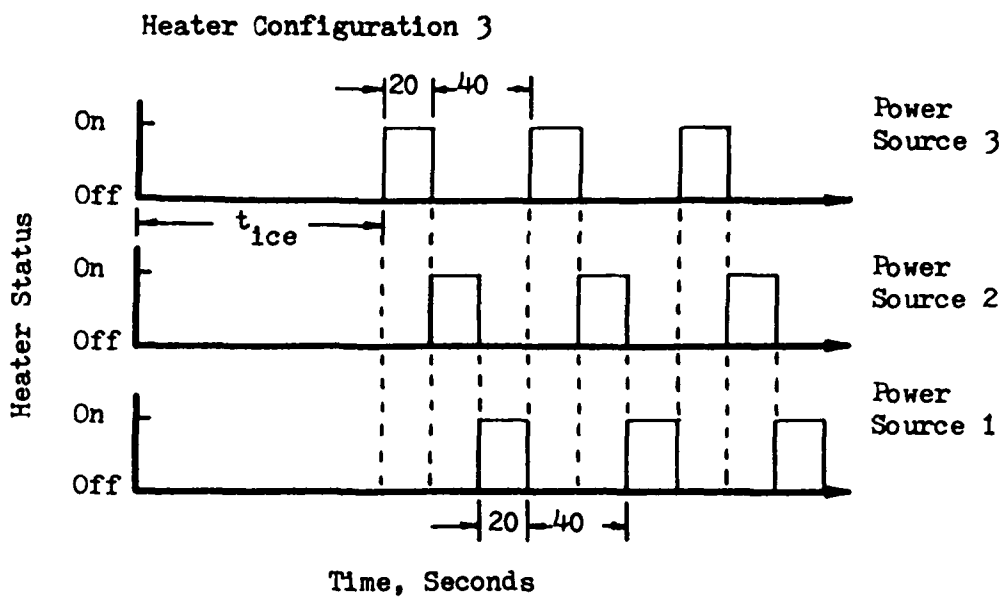 Heater Configuration 3
20 40
On
Off
Power
Source 3
t ice
On
Off
Power
Source 2
Heater Status
On
Off
Power
Source 1
20 40
Time, Seconds